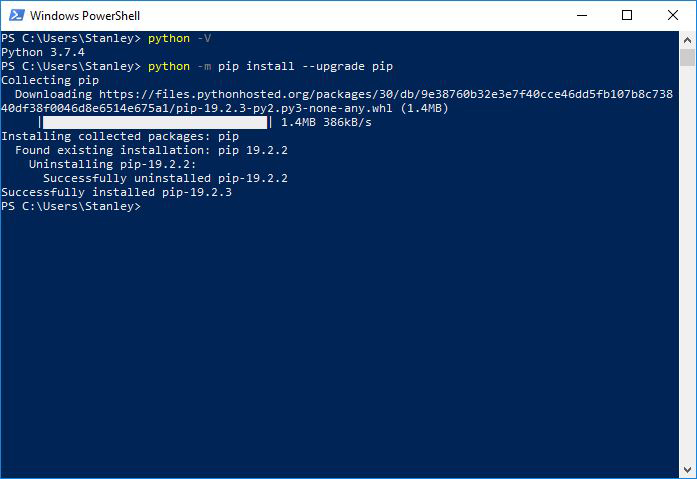 Windows PowerShell
PS C:\Users\Stanley> python -V
Python 3.7.4
PS C:\Users\Stanley> python -m pip install --upgrade pip
Collecting pip
  Downloading https://files.pythonhosted.org/packages/30/db/9e38760b32e3e7f40cce46dd5fb107b8c738
40df38f0046d8e6514e675a1/pip-19.2.3-py2.py3-none-any.whl (1.4MB)
     |                                | 1.4MB 386kB/s
Installing collected packages: pip
  Found existing installation: pip 19.2.2
    Uninstalling pip-19.2.2:
      Successfully uninstalled pip-19.2.2
Successfully installed pip-19.2.3
PS C:\Users\Stanley>